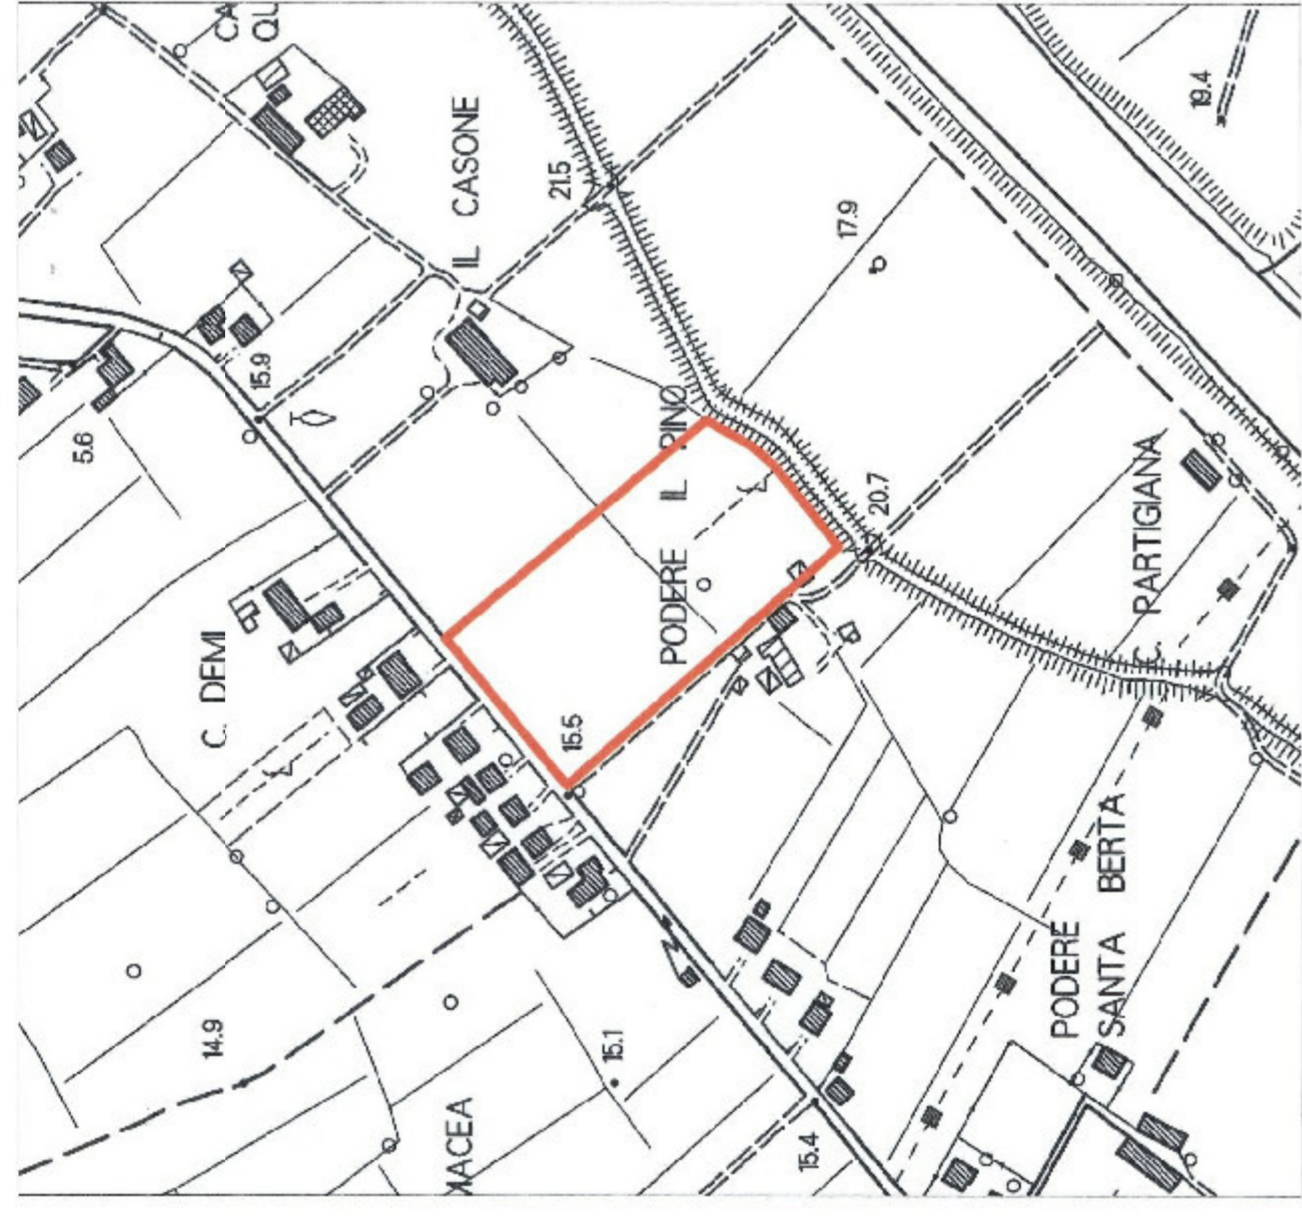 CA
QU
IL CASONE
21.5
19.4
17.9
15.9
5.6
PODERE IL PINO
20.7
C. PARTIGIANA
C. DEMI
15.5
PODERE
SANTA BERTA
14.9
15.1
MACEA
15.4